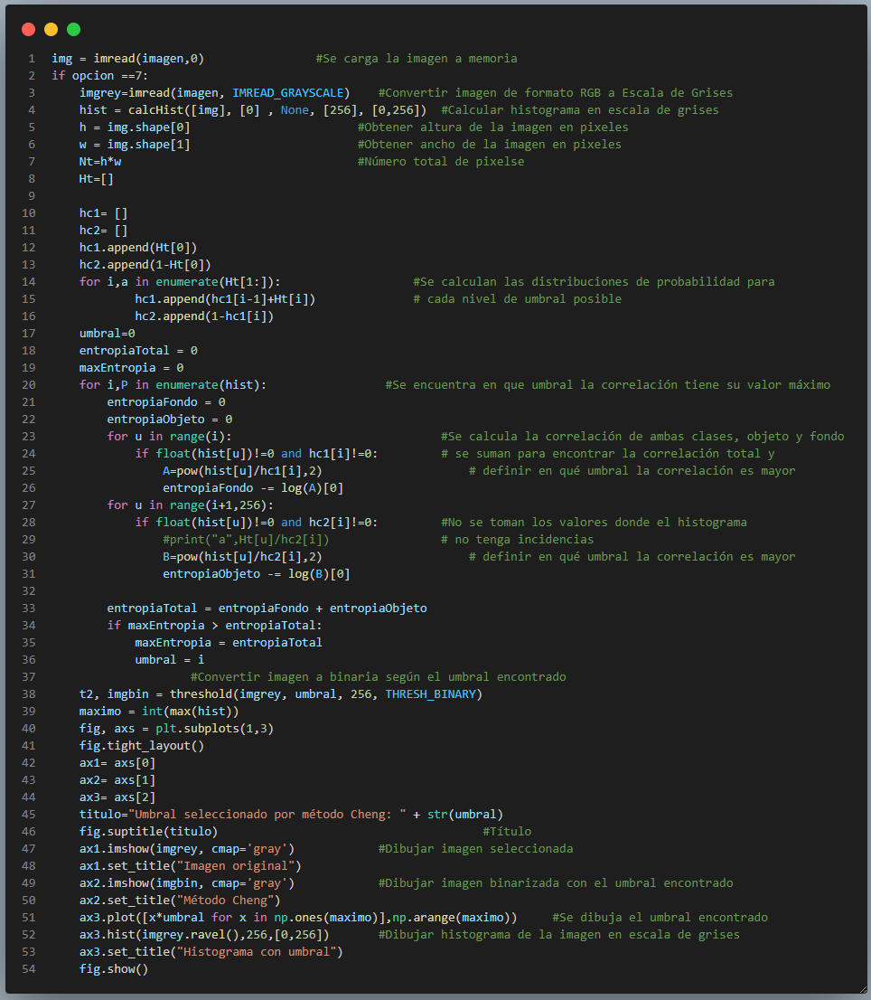 1 img = imread(imagen,0) #Se carga la imagen a memoria
2 if opcion ==7:
3 imgrey=imread(imagen, IMREAD_GRAYSCALE) #Convertir imagen de formato RGB a Escala de Grises
4 hist = calcHist([img], [0] , None, [256], [0,256]) #Calcular histograma en escala de grises
5 h = img.shape[0] #Obtener altura de la imagen en pixeles
6 w = img.shape[1] #Obtener ancho de la imagen en pixeles
7 Nt=h*w #Número total de pixelse
8 Ht=[]
9
10 hc1= []
11 hc2= []
12 hc1.append(Ht[0])
13 hc2.append(1-Ht[0])
14 for i,a in enumerate(Ht[1:]): #Se calculan las distribuciones de probabilidad para
15 hc1.append(hc1[i-1]+Ht[i]) # cada nivel de umbral posible
16 hc2.append(1-hc1[i])
17 umbral=0
18 entropiaTotal = 0
19 maxEntropia = 0
20 for i,P in enumerate(hist): #Se encuentra en que umbral la correlación tiene su valor máximo
21 entropiaFondo = 0
22 entropiaObjeto = 0
23 for u in range(i): #Se calcula la correlación de ambas clases, objeto y fondo
24 if float(hist[u])!=0 and hc1[i]!=0: # se suman para encontrar la correlación total y
25 A=pow(hist[u]/hc1[i],2) # definir en qué umbral la correlación es mayor
26 entropiaFondo -= log(A)[0]
27 for u in range(i+1,256):
28 if float(hist[u])!=0 and hc2[i]!=0: #No se toman los valores donde el histograma
29 #print("a",Ht[u]/hc2[i]) # no tenga incidencias
30 B=pow(hist[u]/hc2[i],2) # definir en qué umbral la correlación es mayor
31 entropiaObjeto -= log(B)[0]
32
33 entropiaTotal = entropiaFondo + entropiaObjeto
34 if maxEntropia > entropiaTotal:
35 maxEntropia = entropiaTotal
36 umbral = i
37 #Convertir imagen a binaria según el umbral encontrado
38 t2, imgbin = threshold(imgrey, umbral, 256, THRESH_BINARY)
39 maximo = int(max(hist))
40 fig, axs = plt.subplots(1,3)
41 fig.tight_layout()
42 ax1= axs[0]
43 ax2= axs[1]
44 ax3= axs[2]
45 titulo="Umbral seleccionado por método Cheng: " + str(umbral)
46 fig.suptitle(titulo) #Título
47 ax1.imshow(imgrey, cmap='gray') #Dibujar imagen seleccionada
48 ax1.set_title("Imagen original")
49 ax2.imshow(imgbin, cmap='gray') #Dibujar imagen binarizada con el umbral encontrado
50 ax2.set_title("Método Cheng")
51 ax3.plot([x*umbral for x in np.ones(maximo)],np.arange(maximo)) #Se dibuja el umbral encontrado
52 ax3.hist(imgrey.ravel(),256,[0,256]) #Dibujar histograma de la imagen en escala de grises
53 ax3.set_title("Histograma con umbral")
54 fig.show()